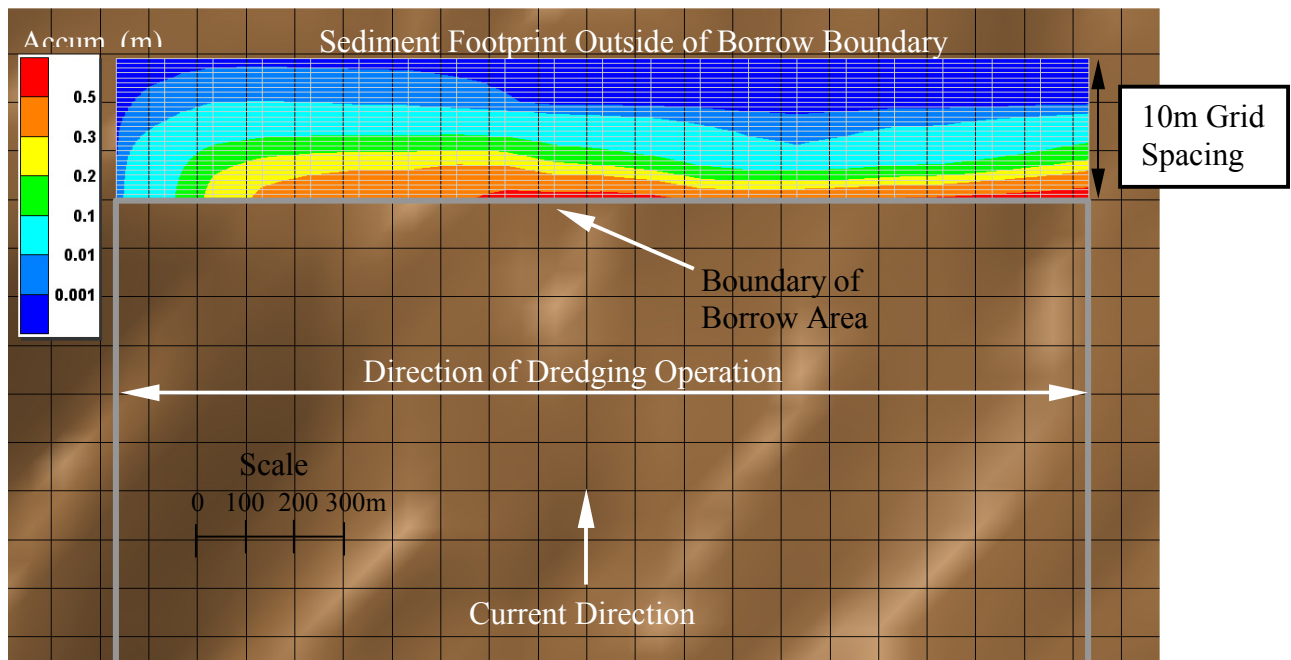 Accum. (m)
Sediment Footprint Outside of Borrow Boundary
0.5
0.3
0.2
0.1
0.01
0.001
10m Grid
Spacing
Boundary of
Borrow Area
Direction of Dredging Operation
Scale
0 100 200 300m
Current Direction